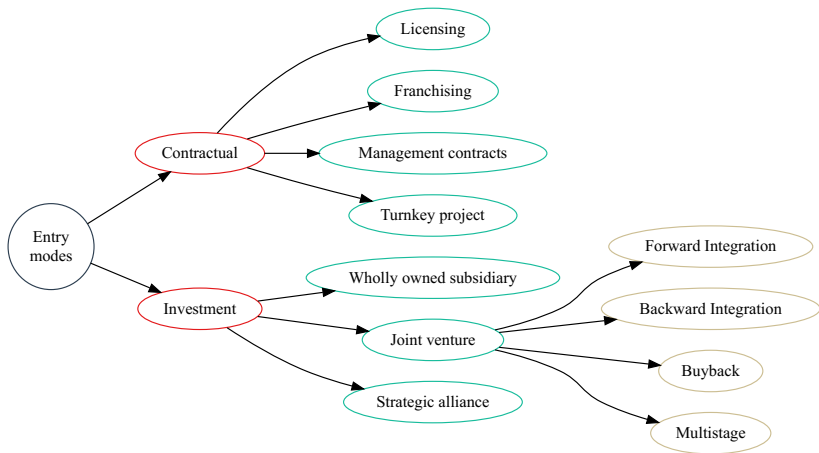 Licensing
Franchising
Contractual
Management contracts
Turnkey project
Entry
modes
Forward Integration
Wholly owned subsidiary
Investment
Backward Integration
Joint venture
Buyback
Strategic alliance
Multistage